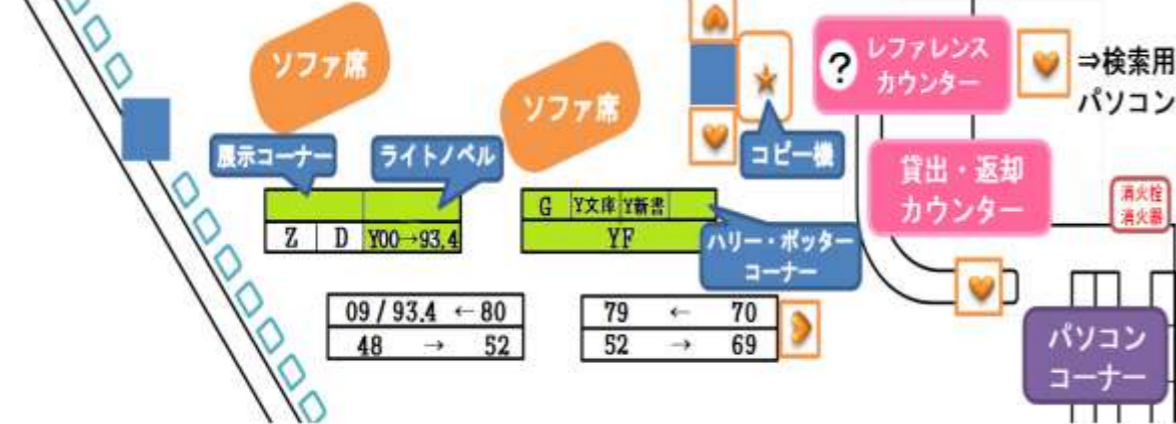 ソファ席
レファレンス
カウンター
?
⇒検索用
パソコン
ソファ席
展示コーナー
ライトノベル
コピー機
貸出・返却
カウンター
消火栓
消火器
G Y文庫 Y新書
Z D Y00→93.4
YF
ハリー・ポッター
コーナー
09/93.4 ←80
48 → 52
79 ← 70
52 → 69
パソコン
コーナー